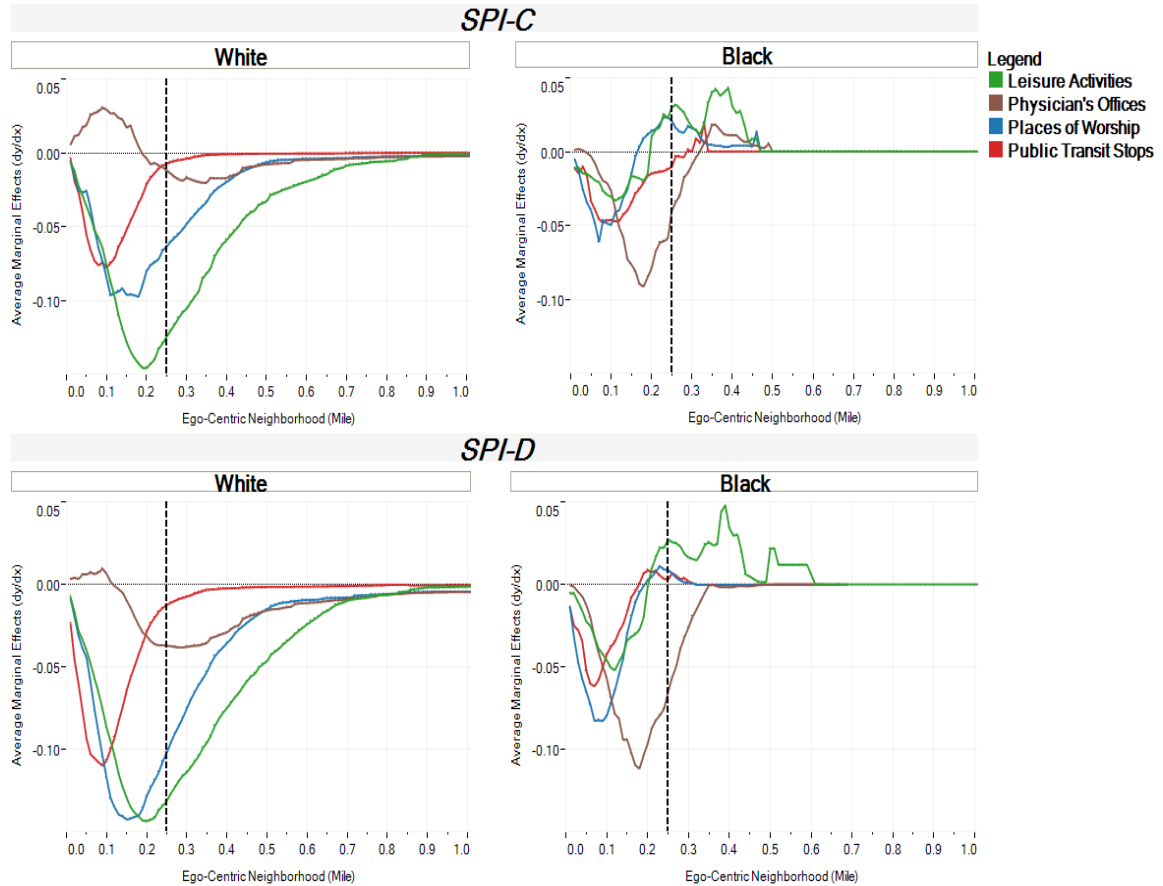 SPI-C
White
Black
Legend
Leisure Activities
Physician's Offices
Places of Worship
Public Transit Stops
Average Marginal Effects (dy/dx)
0.05
0.00
-0.05
-0.10
0.0 0.1 0.2 0.3 0.4 0.5 0.6 0.7 0.8 0.9 1.0
Ego-Centric Neighborhood (Mile)
Average Marginal Effects (dy/dx)
0.05
0.00
-0.05
-0.10
0.0 0.1 0.2 0.3 0.4 0.5 0.6 0.7 0.8 0.9 1.0
Ego-Centric Neighborhood (Mile)
SPI-D
White
Black
Average Marginal Effects (dy/dx)
0.05
0.00
-0.05
-0.10
0.0 0.1 0.2 0.3 0.4 0.5 0.6 0.7 0.8 0.9 1.0
Ego-Centric Neighborhood (Mile)
Average Marginal Effects (dy/dx)
0.05
0.00
-0.05
-0.10
0.0 0.1 0.2 0.3 0.4 0.5 0.6 0.7 0.8 0.9 1.0
Ego-Centric Neighborhood (Mile)